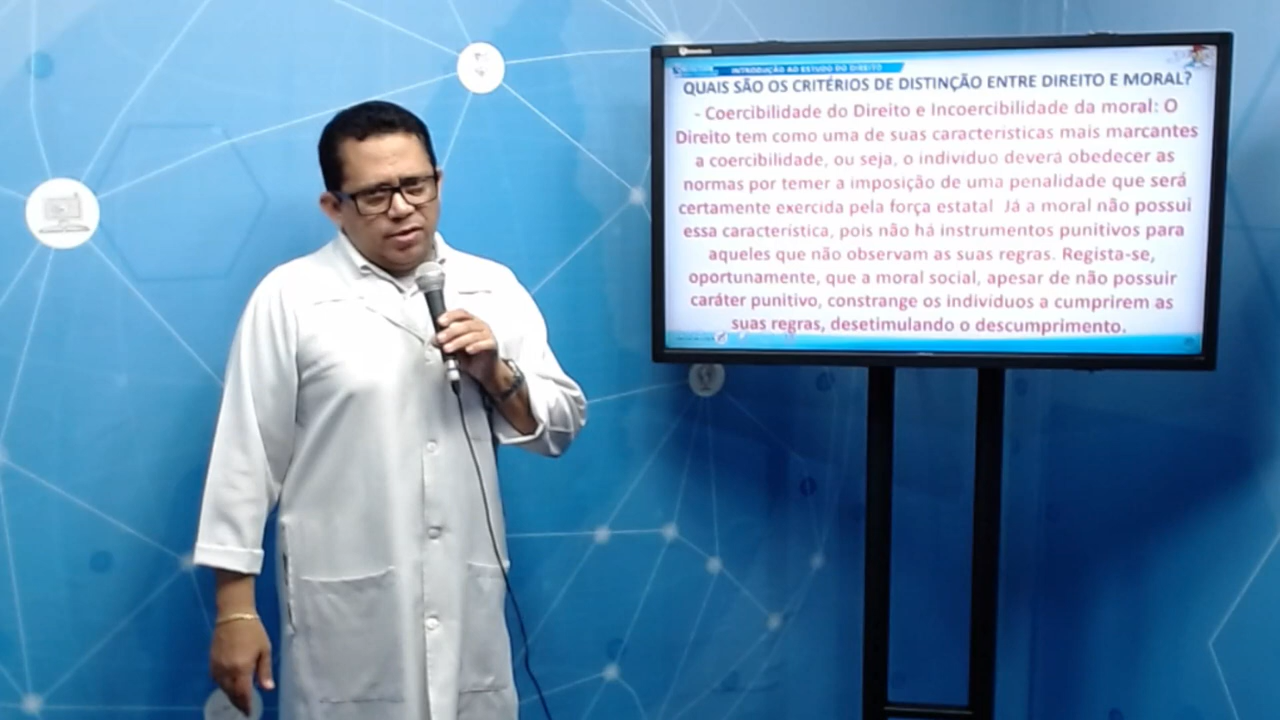 INTRODUÇÃO AO ESTUDO DO DIREITO
QUAIS SÃO OS CRITÉRIOS DE DISTINÇÃO ENTRE DIREITO E MORAL?
- Coercibilidade do Direito e Incoercibilidade da moral: O
Direito tem como uma de suas características mais marcantes
a coercibilidade, ou seja, o indivíduo deverá obedecer as
normas por temer a imposição de uma penalidade que será
certamente exercida pela força estatal  Já a moral não possui
essa característica, pois não há instrumentos punitivos para
aqueles que não observam as suas regras. Regista-se,
oportunamente, que a moral social, apesar de não possuir
caráter punitivo, constrange os indivíduos a cumprirem as
suas regras, desetimulando o descumprimento.